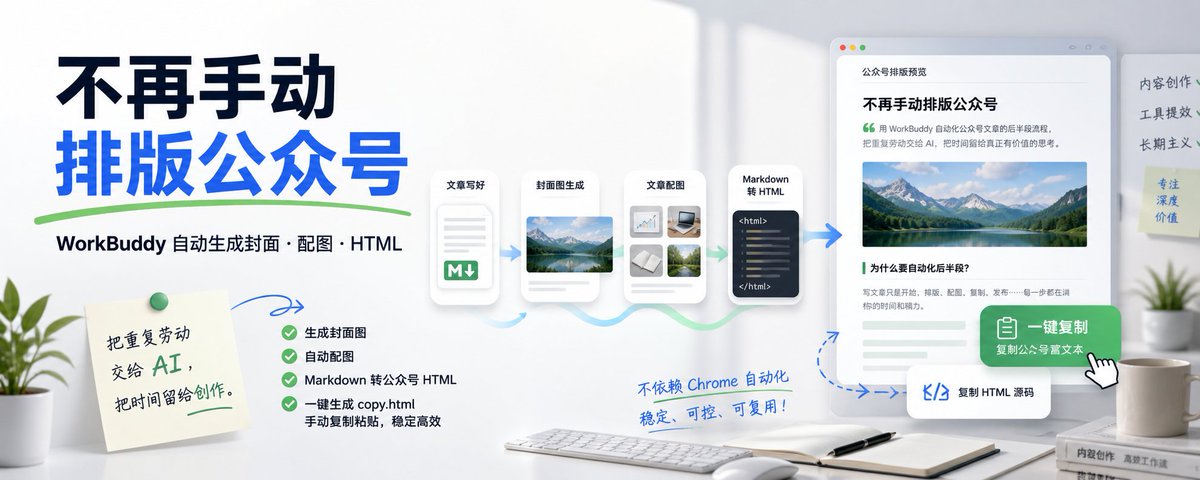 不再手动
排版公众号
WorkBuddy 自动生成封面 · 配图 · HTML
把重复劳动
交给 AI，
把时间留给创作。
生成封面图
自动配图
Markdown 转公众号 HTML
一键生成 copy.html
手动复制粘贴，稳定高效
文章写好
M
封面图生成
文章配图
Markdown
转 HTML
<html>
</html>
不依赖 Chrome 自动化
稳定、可控、可复用！
公众号排版预览
不再手动排版公众号
用 WorkBuddy 自动化公众号文章的后半段流程，
把重复劳动交给 AI，把时间留给真正有价值的思考。
为什么要自动化后半段？
写文章只是开始，排版、配图、复制、发布……每一步都在
的时间和精力。
一键复制
复制公众号富文本
</> 复制 HTML 源码
内容创作
工具提效
长期主义
专注
深度
价值
内容创作 高效工作流